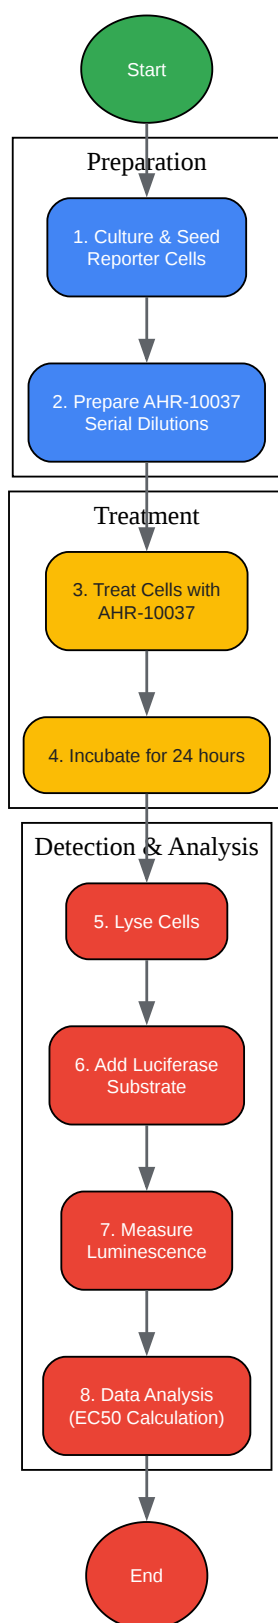 Start
Preparation
1. Culture & Seed
Reporter Cells
2. Prepare AHR-10037
Serial Dilutions
Treatment
3. Treat Cells with
AHR-10037
4. Incubate for 24 hours
Detection & Analysis
5. Lyse Cells
6. Add Luciferase
Substrate
7. Measure
Luminescence
8. Data Analysis
(EC50 Calculation)
End